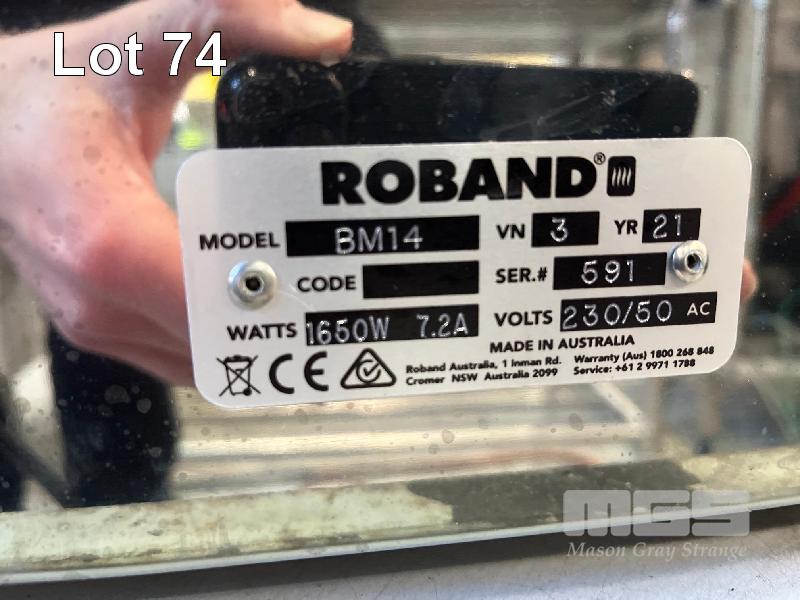 Lot 74
ROBAND®
MODEL BM14 VN 3 YR 21
CODE SER.# 591
WATTS 1650W 7.2A VOLTS 230/50 AC
MADE IN AUSTRALIA
Roband Australia, 1 Inman Rd. Warranty (Aus) 1800 268 848
Cromer NSW Australia 2099 Service: +61 2 9971 1788
CE
MGS
Mason Gray Strange